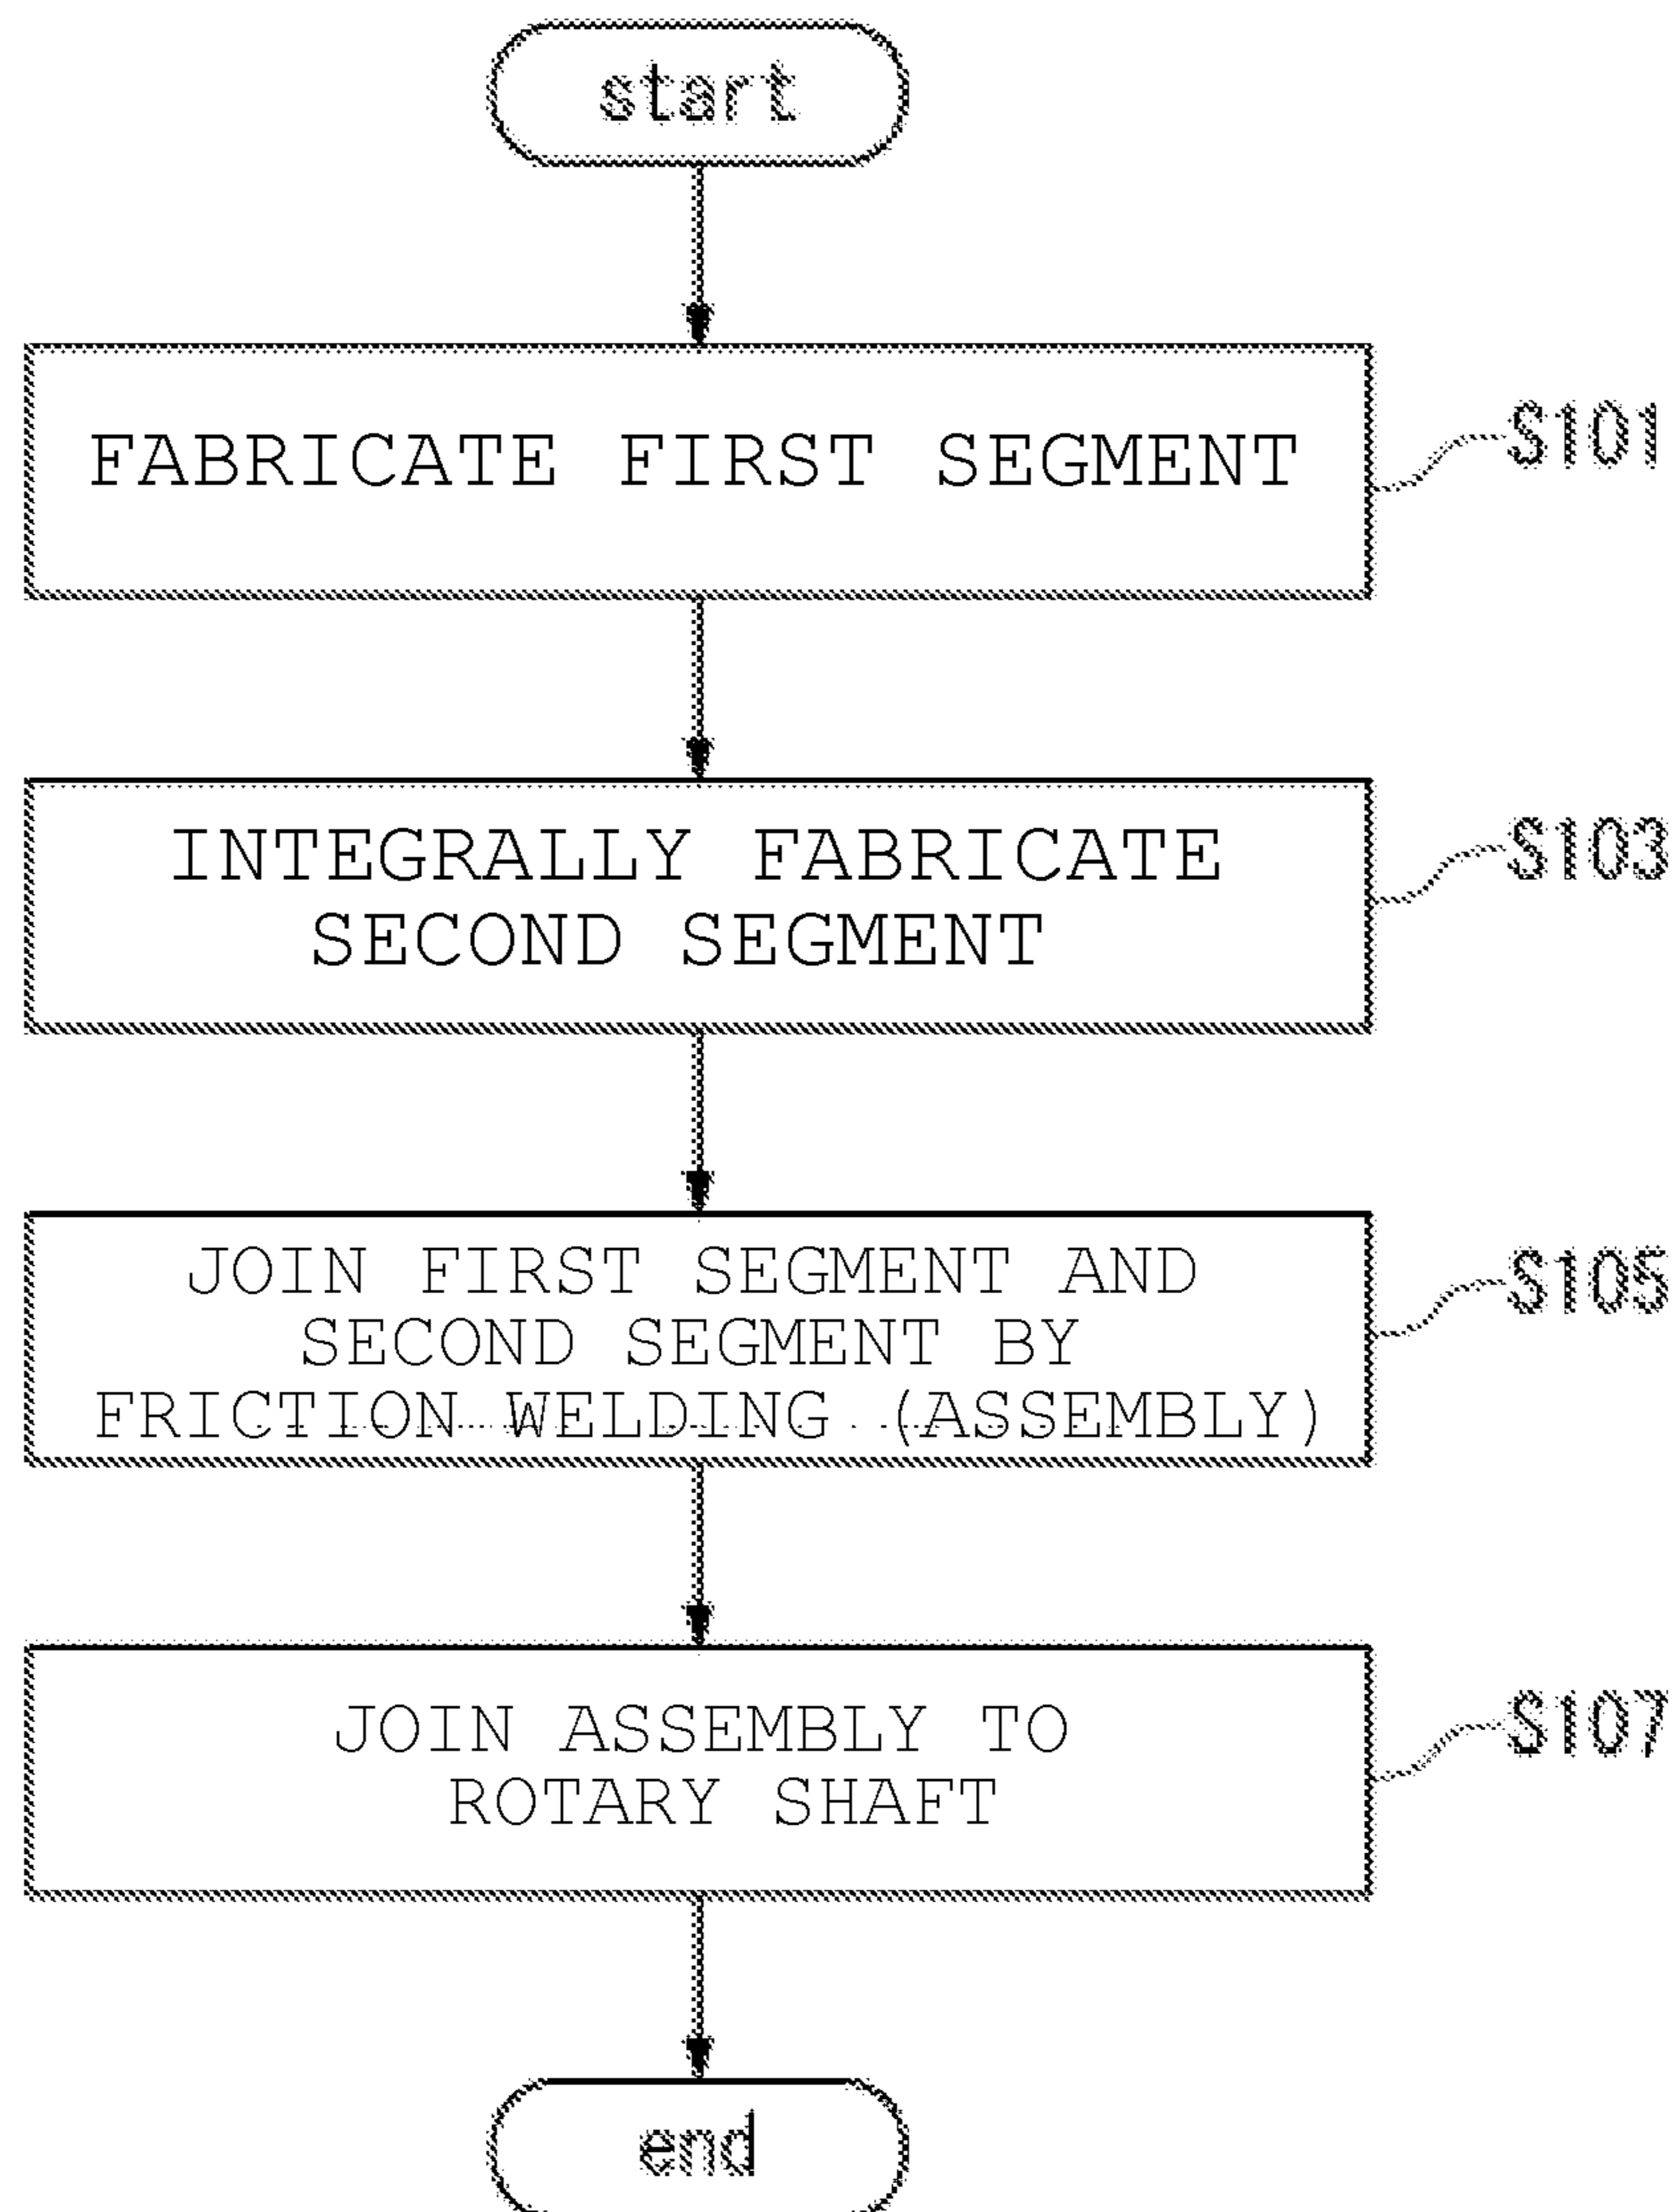 start
FABRICATE FIRST SEGMENT
S101
INTEGRALLY FABRICATE
SECOND SEGMENT
S103
JOIN FIRST SEGMENT AND
SECOND SEGMENT BY
FRICTION WELDING (ASSEMBLY)
S105
JOIN ASSEMBLY TO
ROTARY SHAFT
S107
end